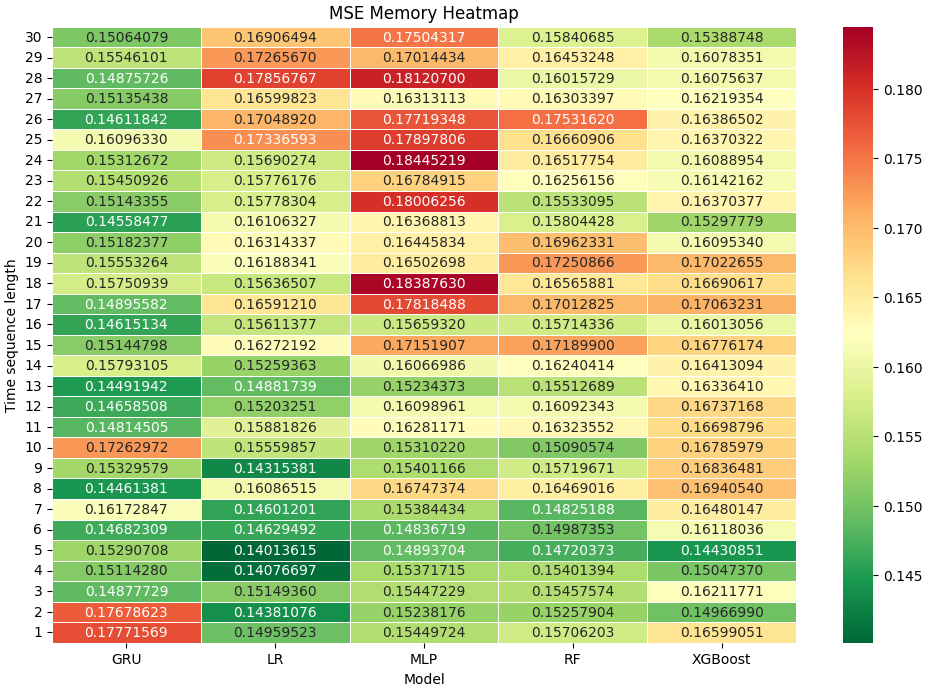 MSE Memory Heatmap
30 0.15064079 0.16906494 0.17504317 0.15840685 0.15388748
29 0.15546101 0.17265670 0.17014434 0.16453248 0.16078351
28 0.14875726 0.17856767 0.18120700 0.16015729 0.16075637
27 0.15135438 0.16599823 0.16313113 0.16303397 0.16219354
26 0.14611842 0.17048920 0.17719348 0.17531620 0.16386502
25 0.16096330 0.17336593 0.17897806 0.16660906 0.16370322
24 0.15312672 0.15690274 0.18445219 0.16517754 0.16088954
23 0.15450926 0.15776176 0.16784915 0.16256156 0.16142162
22 0.15143355 0.15778304 0.18006256 0.15533095 0.16370377
21 0.14558477 0.16106327 0.16368813 0.15804428 0.15297779
20 0.15182377 0.16314337 0.16445834 0.16962331 0.16095340
19 0.15553264 0.16188341 0.16502698 0.17250866 0.17022655
18 0.15750939 0.15636507 0.18387630 0.16565881 0.16690617
17 0.14895582 0.16591210 0.17818488 0.17012825 0.17063231
16 0.14615134 0.15611377 0.15659320 0.15714336 0.16013056
15 0.15144798 0.16272192 0.17151907 0.17189900 0.16776174
14 0.15793105 0.15259363 0.16066986 0.16240414 0.16413094
13 0.14491942 0.14881739 0.15234373 0.15512689 0.16336410
12 0.14658508 0.15203251 0.16098961 0.16092343 0.16737168
11 0.14814505 0.15881826 0.16281171 0.16323552 0.16698796
10 0.17262972 0.15559857 0.15310220 0.15090574 0.16785979
9 0.15329579 0.14315381 0.15401166 0.15719671 0.16836481
8 0.14461381 0.16086515 0.16747374 0.16469016 0.16940540
7 0.16172847 0.14601201 0.15384434 0.14825188 0.16480147
6 0.14682309 0.14629492 0.14836719 0.14987353 0.16118036
5 0.15290708 0.14013615 0.14893704 0.14720373 0.14430851
4 0.15114280 0.14076697 0.15371715 0.15401394 0.15047370
3 0.14877729 0.15149360 0.15447229 0.15457574 0.16211771
2 0.17678623 0.14381076 0.15238176 0.15257904 0.14966990
1 0.17771569 0.14959523 0.15449724 0.15706203 0.16599051
GRU LR MLP RF XGBoost
Model
Time sequence length
0.180
0.175
0.170
0.165
0.160
0.155
0.150
0.145